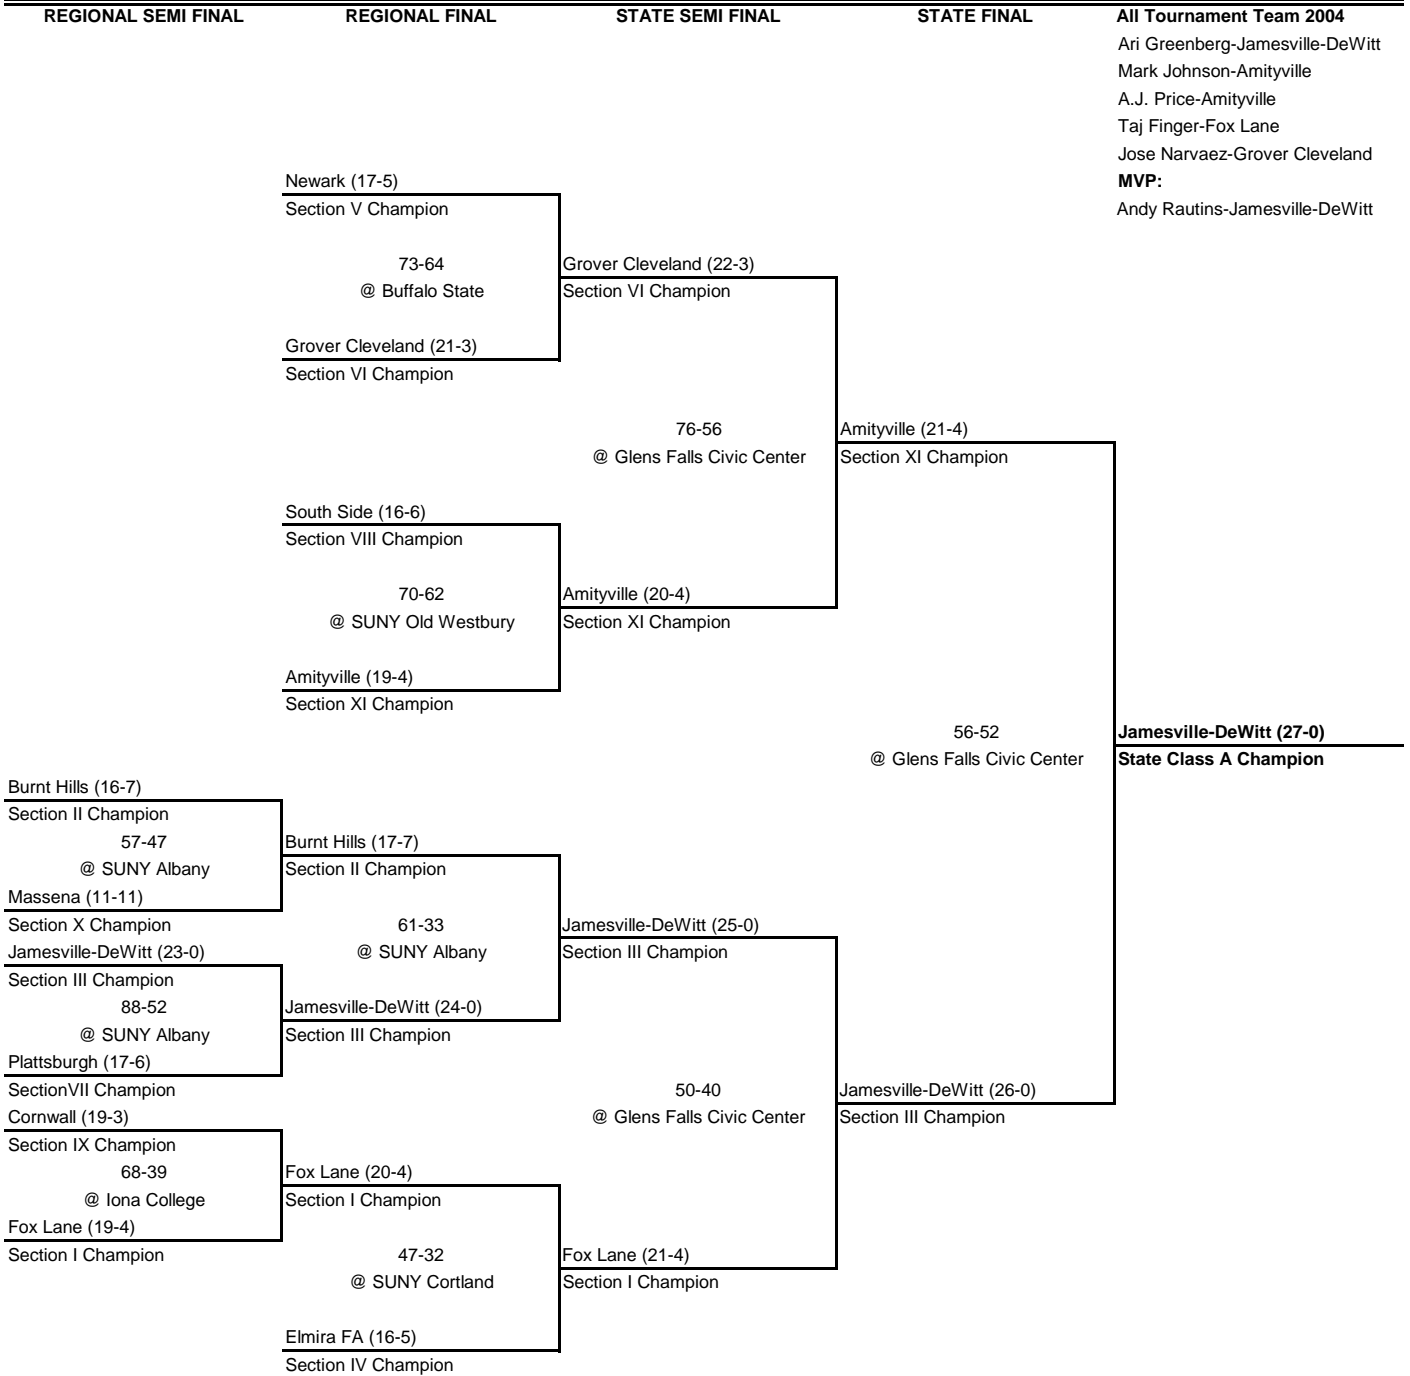 REGIONAL SEMI FINAL REGIONAL FINAL STATE SEMI FINAL STATE FINAL All Tournament Team 2004
Ari Greenberg-Jamesville-DeWitt
Mark Johnson-Amityville
A.J. Price-Amityville
Taj Finger-Fox Lane
Jose Narvaez-Grover Cleveland
Newark (17-5) MVP:
Section V Champion Andy Rautins-Jamesville-DeWitt
73-64 Grover Cleveland (22-3)
@ Buffalo State Section VI Champion
Grover Cleveland (21-3)
Section VI Champion
76-56 Amityville (21-4)
@ Glens Falls Civic Center Section XI Champion
South Side (16-6)
Section VIII Champion
70-62 Amityville (20-4)
@ SUNY Old Westbury Section XI Champion
Amityville (19-4)
Section XI Champion
56-52 Jamesville-DeWitt (27-0)
@ Glens Falls Civic Center State Class A Champion
Burnt Hills (16-7)
Section II Champion
57-47 Burnt Hills (17-7)
@ SUNY Albany Section II Champion
Massena (11-11)
Section X Champion 61-33 Jamesville-DeWitt (25-0)
Jamesville-DeWitt (23-0) @ SUNY Albany Section III Champion
Section III Champion
88-52 Jamesville-DeWitt (24-0)
@ SUNY Albany Section III Champion
Plattsburgh (17-6)
SectionVII Champion 50-40 Jamesville-DeWitt (26-0)
Cornwall (19-3) @ Glens Falls Civic Center Section III Champion
Section IX Champion
68-39 Fox Lane (20-4)
@ Iona College Section I Champion
Fox Lane (19-4)
Section I Champion 47-32 Fox Lane (21-4)
@ SUNY Cortland Section I Champion
Elmira FA (16-5)
Section IV Champion